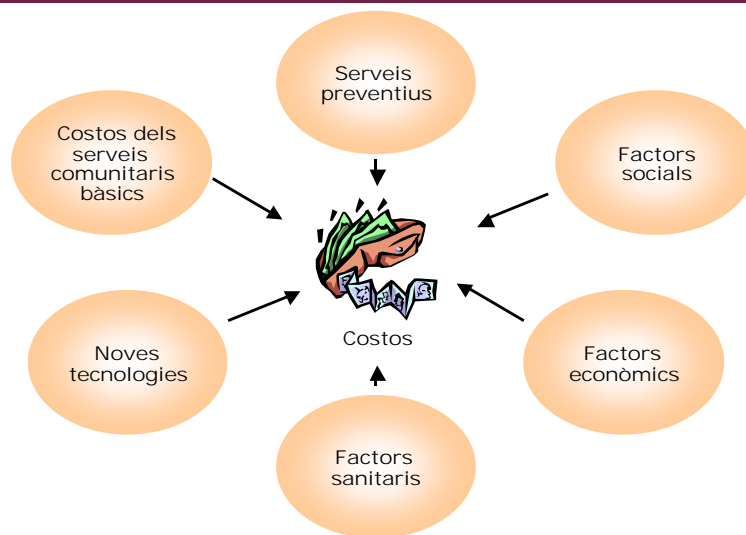 Serveis
preventius
Costos dels
serveis
comunitaris
bàsics
Factors
socials
Costos
Noves
tecnologies
Factors
econòmics
Factors
sanitaris